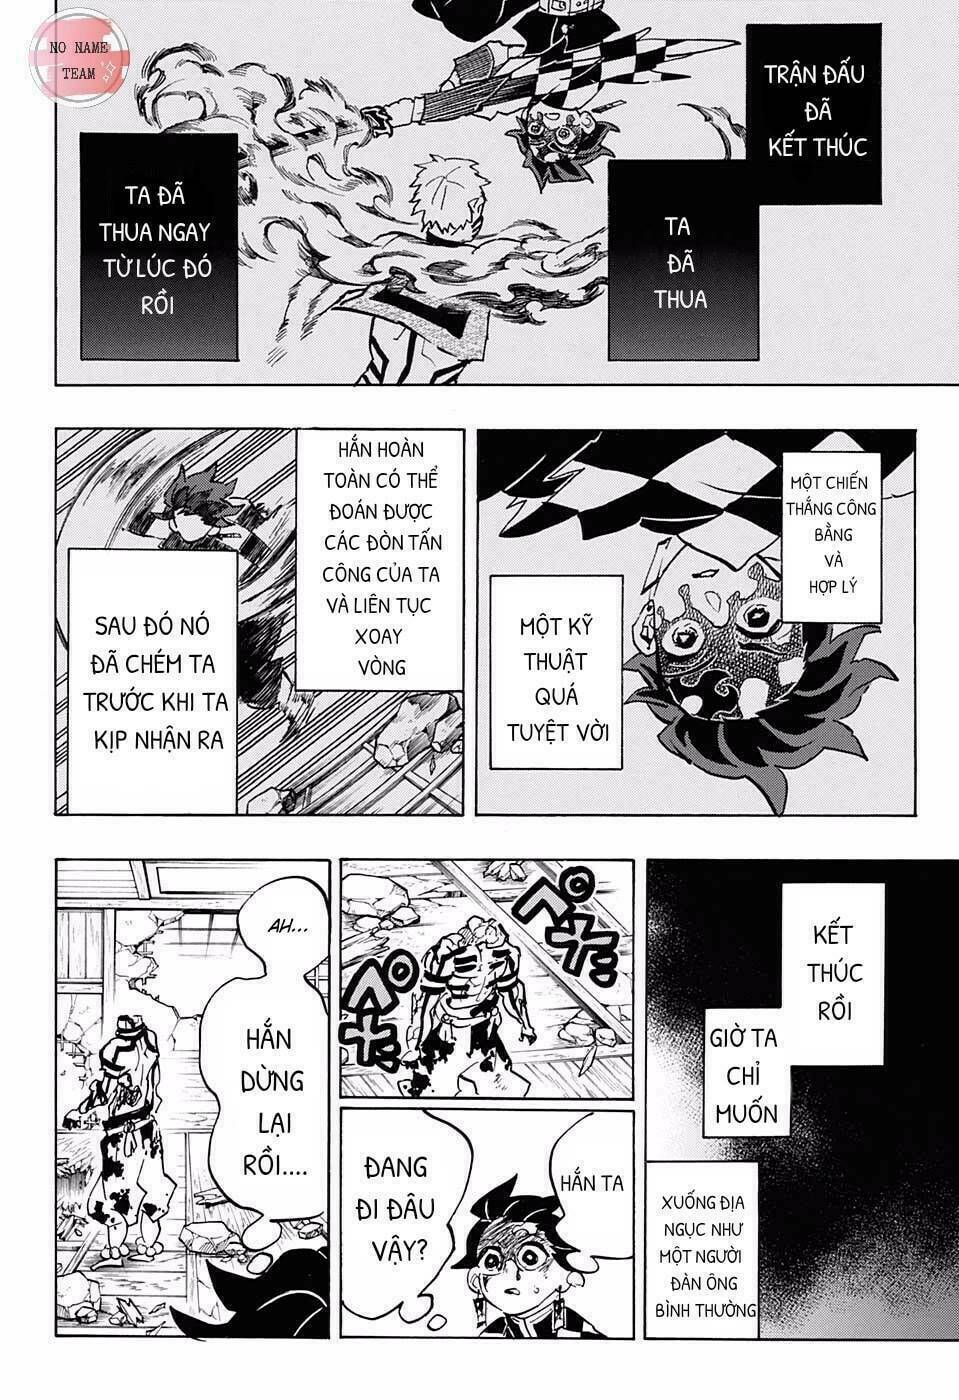 NO NAME
TEAM
TRẬN ĐẤU
ĐÃ
KẾT THÚC
TA
ĐÃ
THUA
TA ĐÃ
THUA NGAY
TỪ LÚC ĐÓ
RỒI
MỘT CHIẾN
THẮNG CÔNG
BẰNG
VÀ
HỢP LÝ
MỘT KỸ
THUẬT
QUÁ
TUYỆT VỜI
HẮN HOÀN
TOÀN CÓ THỂ
ĐOÁN ĐƯỢC
CÁC ĐÒN TẤN
CÔNG CỦA TA
VÀ LIÊN TỤC
XOAY
VÒNG
SAU ĐÓ NÓ
ĐÃ CHÉM TA
TRƯỚC KHI TA
KỊP NHẬN RA
KẾT
THÚC
RỒI
GIỜ TA
CHỈ
MUỐN
XUỐNG ĐỊA
NGỤC NHƯ
MỘT NGƯỜI
ĐÀN ÔNG
BÌNH THƯỜNG
ペタ
ペタ
HẮN TA
ĐANG
ĐI ĐÂU
VẬY?
AH...
HẮN
DỪNG
LẠI
RỒI....